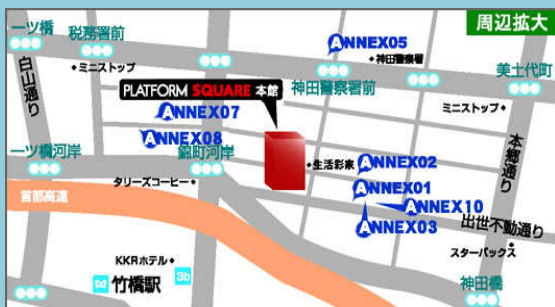 周辺拡大
一ツ橋
税務署前
ANNEX05
神田警察署
ミニストップ
白山通り
PLATFORM SQUARE 本館
神田警察署前
美土代町
ミニストップ
ANNEX07
ANNEX08
本郷通り
一ツ橋河岸
錦町河岸
生活彩家
ANNEX02
タリーズコーヒー
ANNEX01
首都高速
ANNEX10
出世不動通り
ANNEX03
スターバックス
KKRホテル
竹橋駅
3b
神田橋